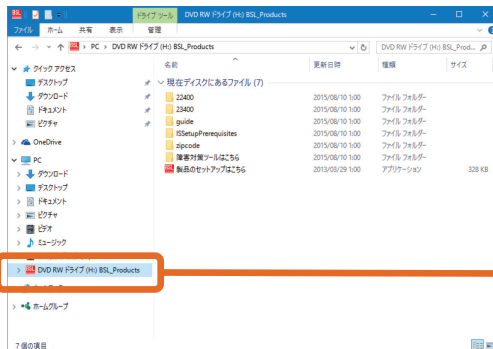 BSL ドライブ ツール DVD RW ドライブ (H:) BSL_Products
ファイル ホーム 共有 表示 管理
BSL > PC > DVD RW ドライブ (H:) BSL_Products DVD RW ドライブ (H:) BSL_Prod...
名前 更新日時 種類 サイズ
クイック アクセス
デスクトップ
ダウンロード
ドキュメント
ピクチャ
OneDrive
PC
ダウンロード
デスクトップ
ドキュメント
ピクチャ
ビデオ
ミュージック
BSL DVD RW ドライブ (H:) BSL_Products
ホームグループ
現在ディスクにあるファイル (7)
22400 2015/08/10 1:00 ファイル フォルダー
23400 2015/08/10 1:00 ファイル フォルダー
guide 2015/08/10 1:00 ファイル フォルダー
ISSetupPrerequisites 2015/08/10 1:00 ファイル フォルダー
zipcode 2015/08/10 1:00 ファイル フォルダー
障害対策ツールはこちら 2015/08/10 1:00 ファイル フォルダー
BSL 製品のセットアップはこちら 2013/03/29 1:00 アプリケーション 328 KB
7 個の項目